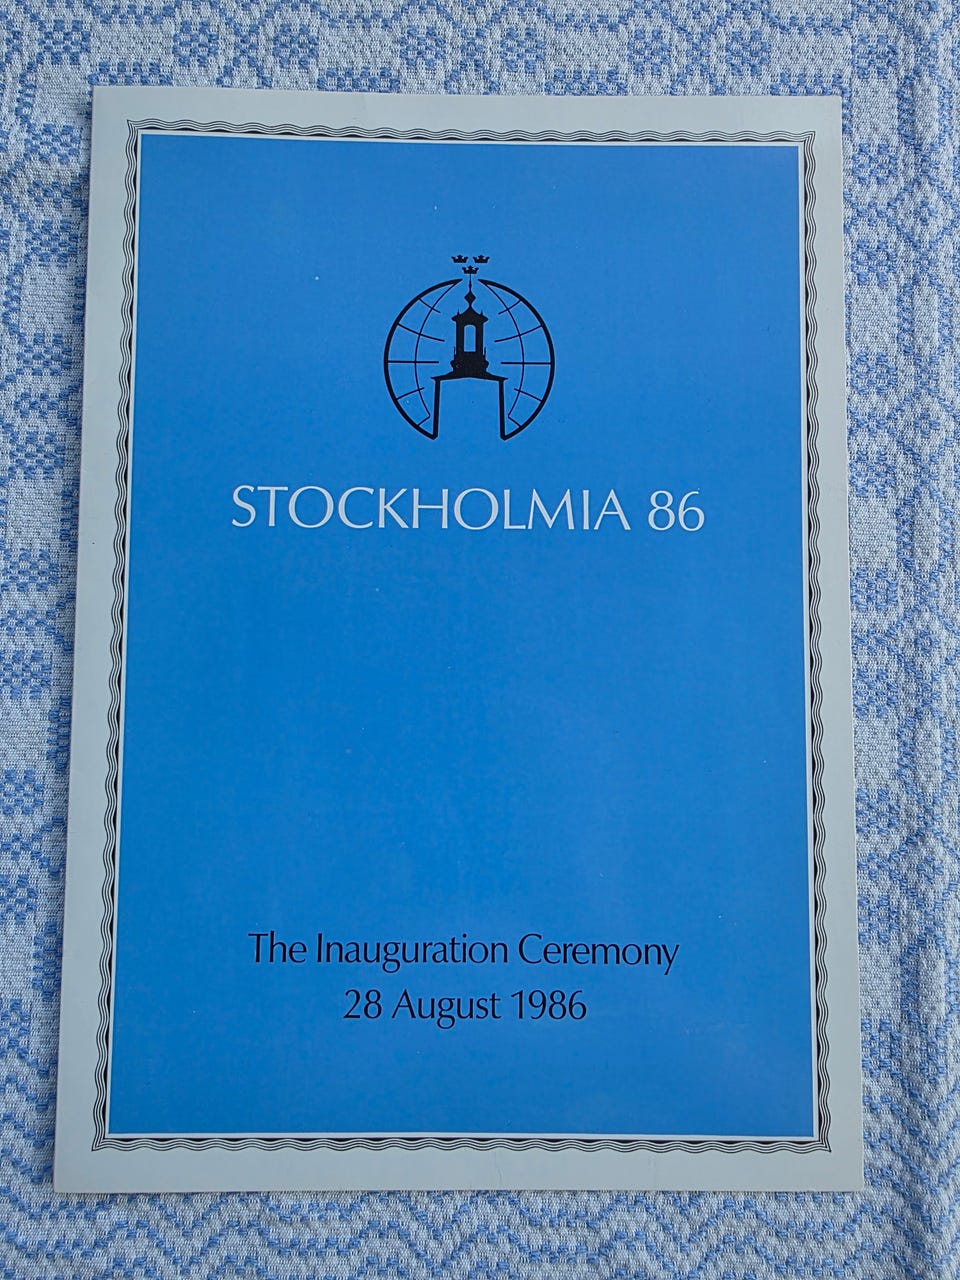 STOCKHOLMIA 86
The Inauguration Ceremony
28 August 1986